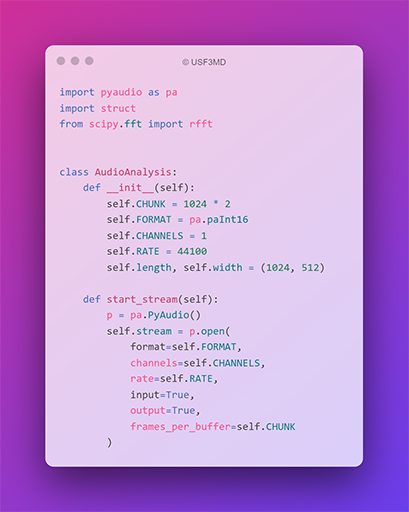 © USF3MD
import pyaudio as pa
import struct
from scipy.fft import rfft
class AudioAnalysis:
    def __init__(self):
        self.CHUNK = 1024 * 2
        self.FORMAT = pa.paInt16
        self.CHANNELS = 1
        self.RATE = 44100
        self.length, self.width = (1024, 512)
    def start_stream(self):
        p = pa.PyAudio()
        self.stream = p.open(
            format=self.FORMAT,
            channels=self.CHANNELS,
            rate=self.RATE,
            input=True,
            output=True,
            frames_per_buffer=self.CHUNK
        )